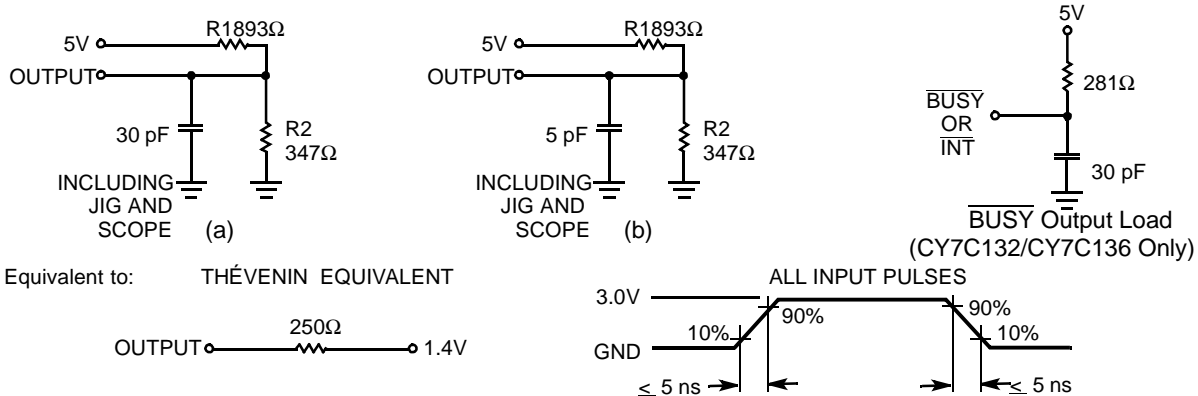 R1893Ω
5V
OUTPUT
30 pF
R2
347Ω
INCLUDING
JIG AND
SCOPE
(a)
R1893Ω
5V
OUTPUT
5 pF
R2
347Ω
INCLUDING
JIG AND
SCOPE
(b)
5V
281Ω
BUSY
OR
INT
30 pF
BUSY Output Load
(CY7C132/CY7C136 Only)
Equivalent to: THÉVENIN EQUIVALENT
250Ω
OUTPUT
1.4V
ALL INPUT PULSES
3.0V
GND
10%
90%
90%
10%
≤ 5 ns
≤ 5 ns